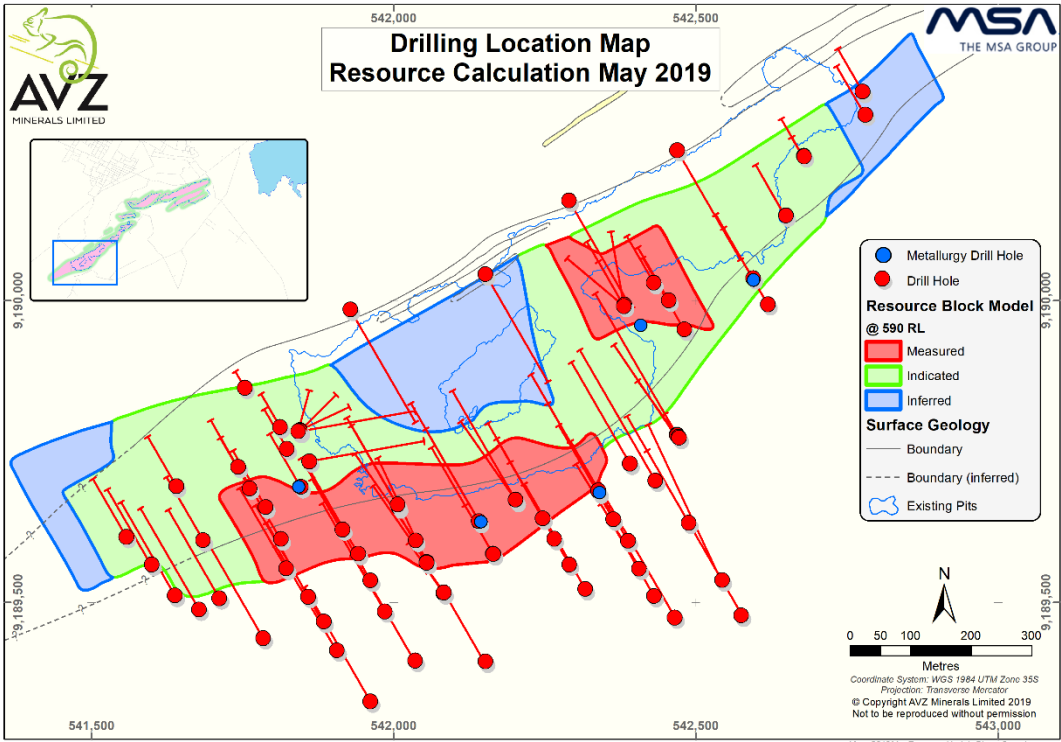 542,000
542,500
AVZ
MINERALS LIMITED
Drilling Location Map
Resource Calculation May 2019
MSA
THE MSA GROUP
9,190,000
9,190,000
Metallurgy Drill Hole
Drill Hole
Resource Block Model
@ 590 RL
Measured
Indicated
Inferred
Surface Geology
Boundary
Boundary (inferred)
Existing Pits
?
?
?
?
9,189,500
9,189,500
N
0 50 100 200 300
Metres
Coordinate System: WGS 1984 UTM Zone 35S
Projection: Transverse Mercator
© Copyright AVZ Minerals Limited 2019
Not to be reproduced without permission
541,500
542,000
542,500
543,000